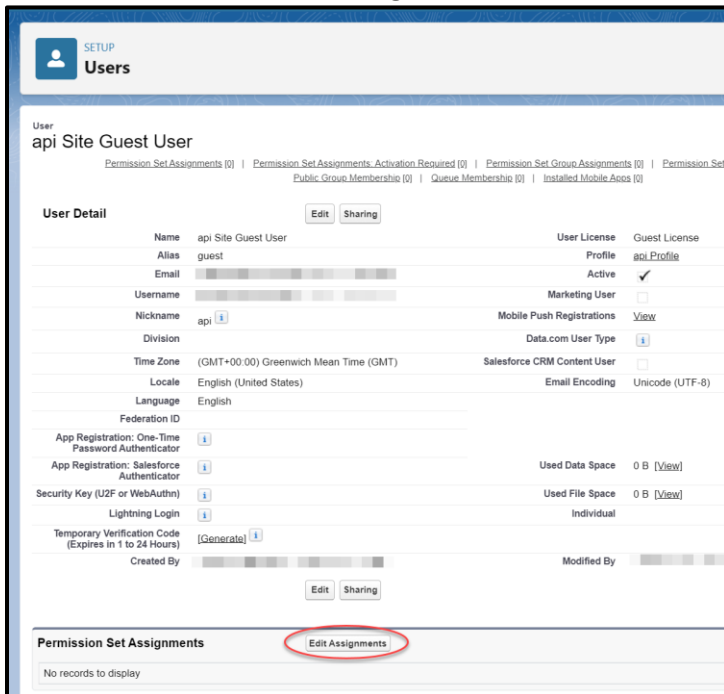 SETUP
Users
User
api Site Guest User
Permission Set Assignments [0] | Permission Set Assignments: Activation Required [0] | Permission Set Group Assignments [0] | Permission Set
Public Group Membership [0] | Queue Membership [0] | Installed Mobile Apps [0]
User Detail Edit Sharing
Name api Site Guest User User License Guest License
Alias guest Profile api Profile
Email Active
Username Marketing User
Nickname api Mobile Push Registrations View
Division Data.com User Type
Time Zone (GMT+00:00) Greenwich Mean Time (GMT) Salesforce CRM Content User
Locale English (United States) Email Encoding Unicode (UTF-8)
Language English
Federation ID
App Registration: One-Time
Password Authenticator
App Registration: Salesforce
Authenticator Used Data Space 0 B [View]
Security Key (U2F or WebAuthn) Used File Space 0 B [View]
Lightning Login Individual
Temporary Verification Code
(Expires in 1 to 24 Hours) [Generate]
Created By Modified By
Edit Sharing
Permission Set Assignments Edit Assignments
No records to display